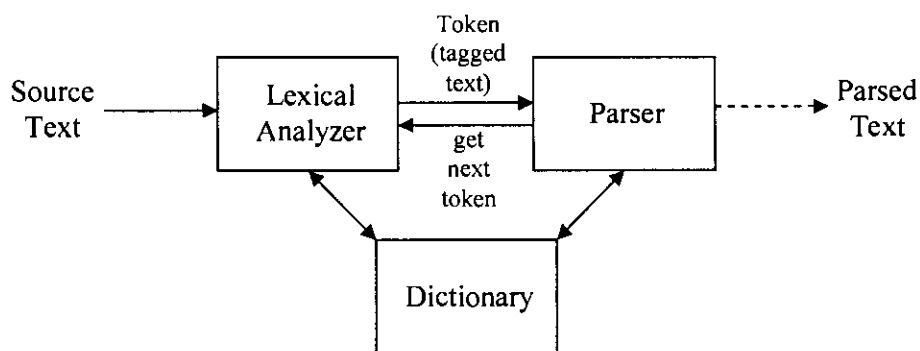 Source
Text
Lexical
Analyzer
Token
(tagged
text)
get
next
token
Parser
Parsed
Text
Dictionary